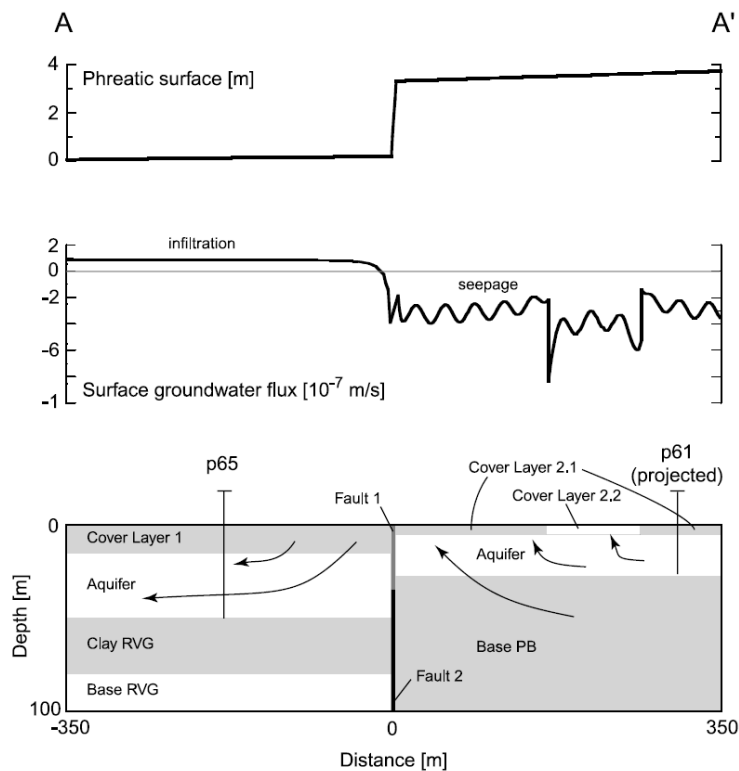 A A'
4
Phreatic surface [m]
2
0
2
infiltration
0
-2
seepage
-6
Surface groundwater flux [10⁻⁷ m/s]
-1
p65
p61
(projected)
Cover Layer 2.1
Fault 1
Cover Layer 2.2
0
Cover Layer 1
Aquifer
Aquifer
Depth [m]
Clay RVG
Base PB
Base RVG
Fault 2
100
-350 0 350
Distance [m]